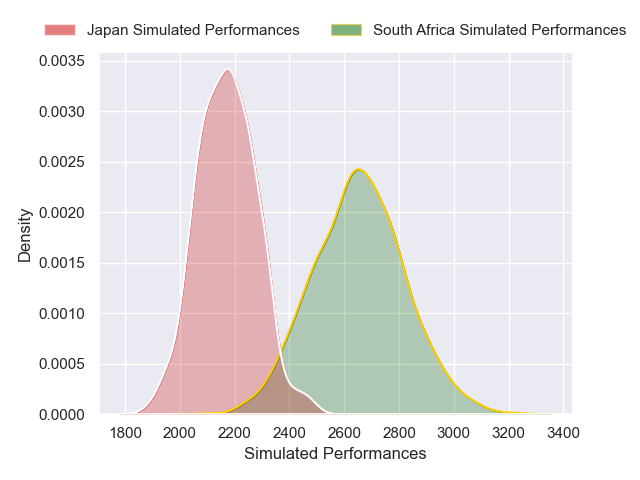 Japan Simulated Performances
South Africa Simulated Performances
0.0035
0.0030
0.0025
0.0020
0.0015
0.0010
0.0005
0.0000
Density
1800 2000 2200 2400 2600 2800 3000 3200 3400
Simulated Performances